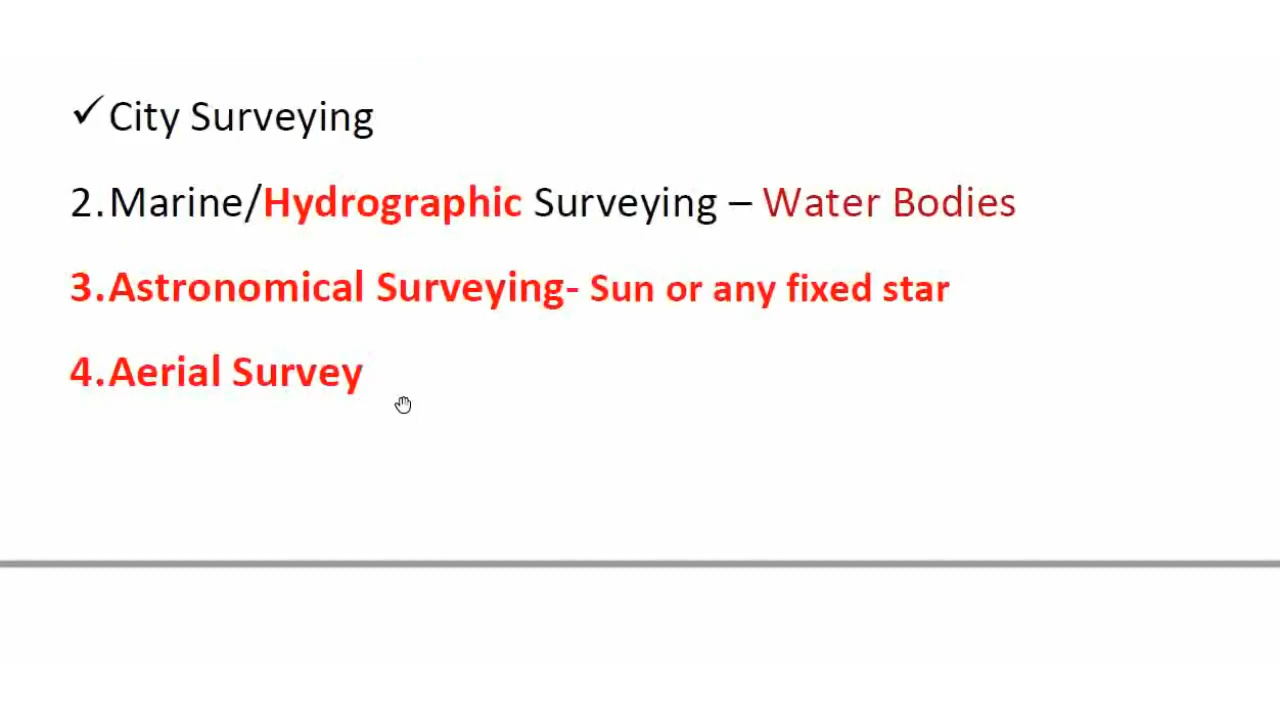 ✓City Surveying
2.Marine/Hydrographic Surveying – Water Bodies
3.Astronomical Surveying- Sun or any fixed star
4.Aerial Survey